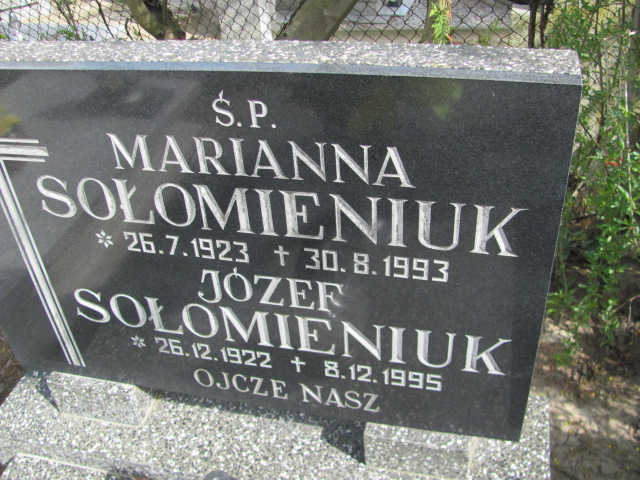 Ś.P.
MARIANNA
SOŁOMIENIUK
* 26.7.1923 † 30.8.1993
JÓZEF
SOŁOMIENIUK
* 26.12.1922 † 8.12.1995
OJCZE NASZ